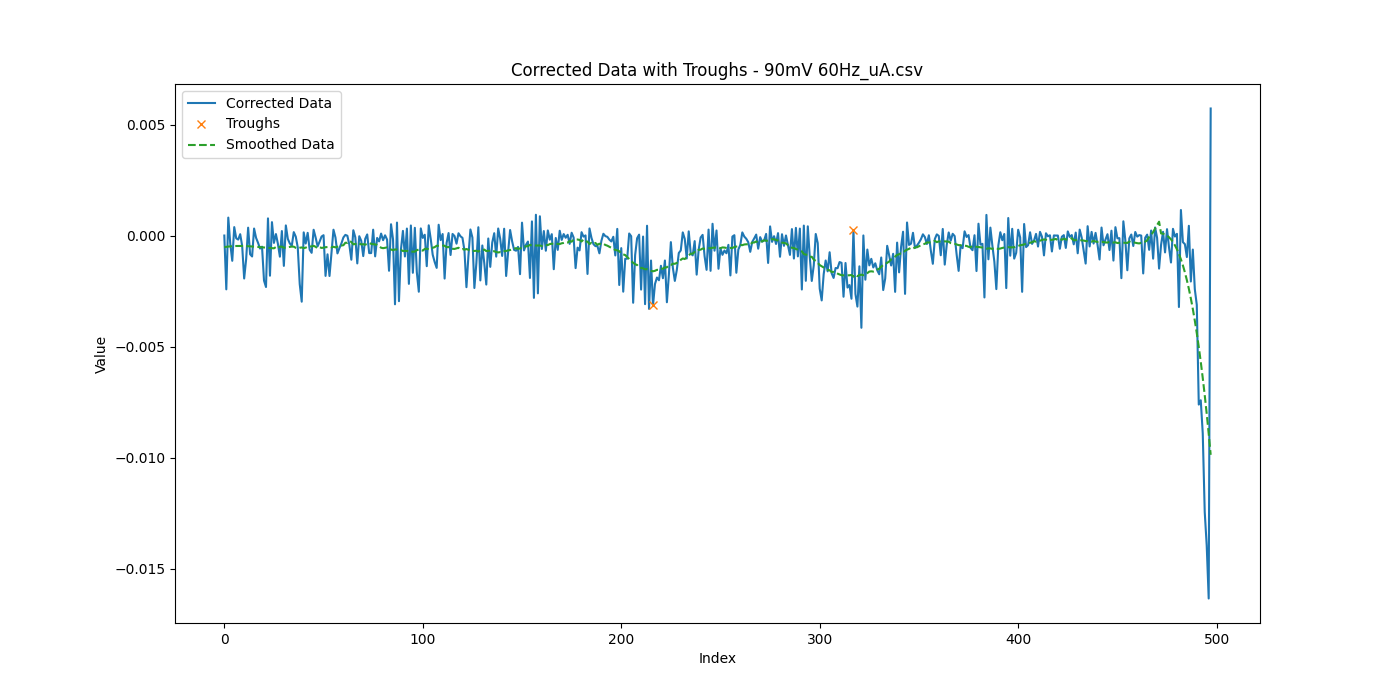 Corrected Data with Troughs - 90mV 60Hz_uA.csv
Corrected Data
Troughs
Smoothed Data
0.005
0.000
−0.005
−0.010
−0.015
Value
0 100 200 300 400 500
Index